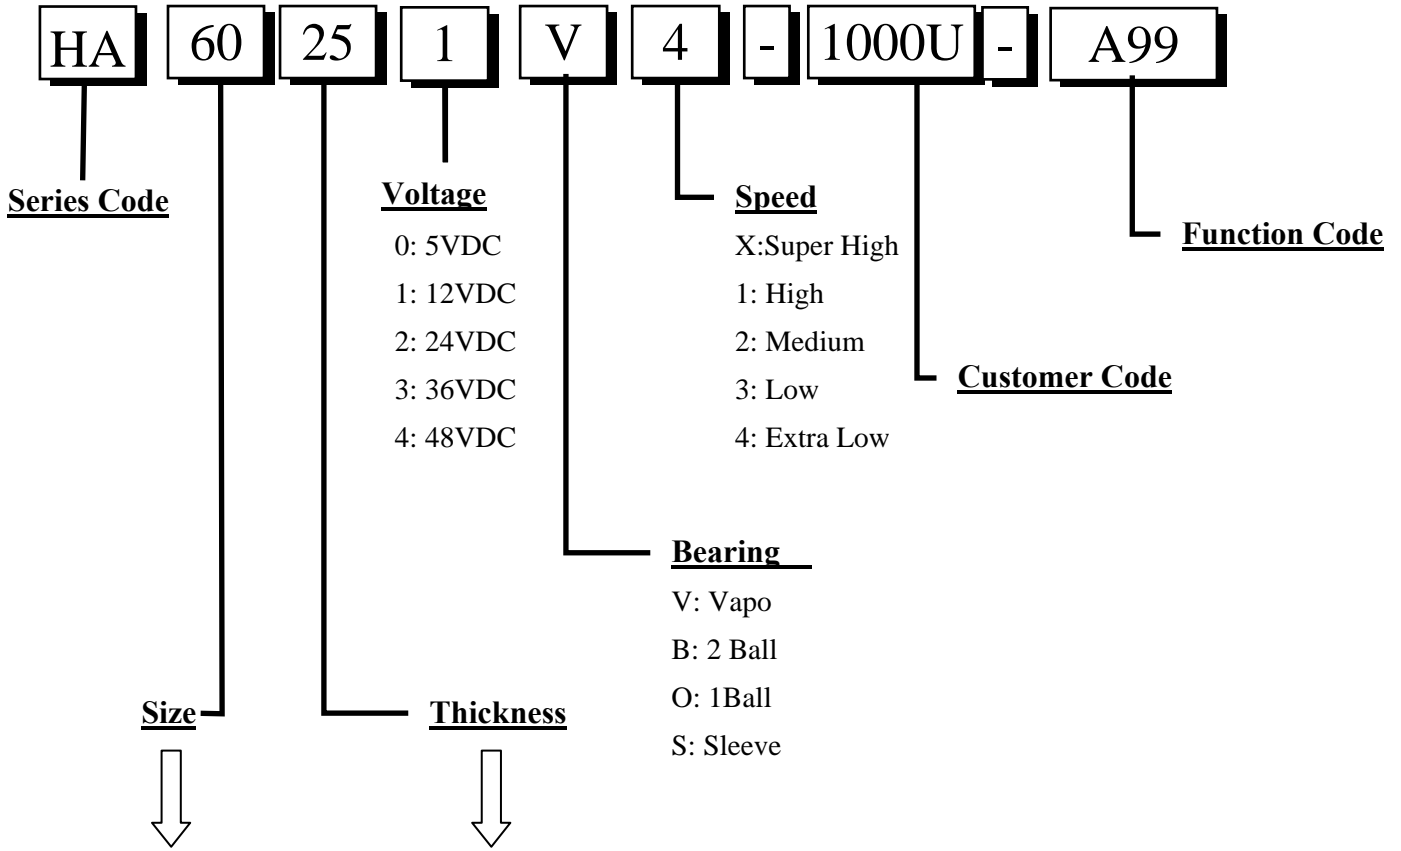 HA 60 25 1 V 4 - 1000U - A99
Series Code
Voltage
0: 5VDC
1: 12VDC
2: 24VDC
3: 36VDC
4: 48VDC
Speed
X:Super High
1: High
2: Medium
3: Low
4: Extra Low
Function Code
Customer Code
Bearing
V: Vapo
B: 2 Ball
O: 1Ball
S: Sleeve
Size
Thickness